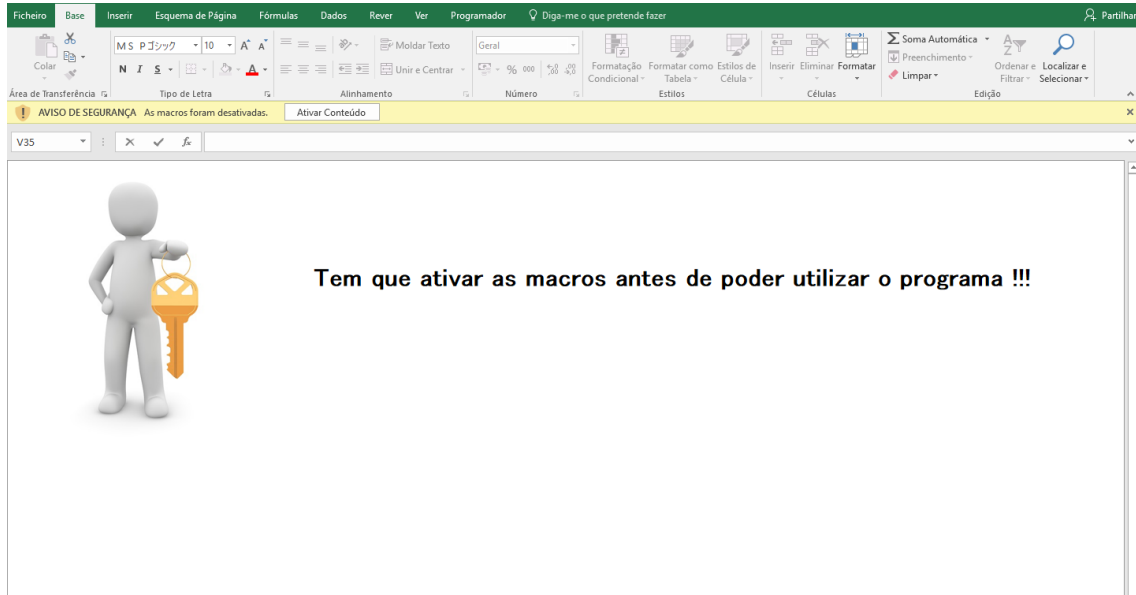 Ficheiro Base Inserir Esquema de Página Fórmulas Dados Rever Ver Programador Diga-me o que pretende fazer Partilhar
Colar
Área de Transferência
M S P ゴシック 10 A A
N I S A
Tipo de Letra
Moldar Texto
Unir e Centrar
Alinhamento
Geral
% 000 ,00 ,0
Número
Formatação Condicional
Formatar como Tabela
Estilos de Célula
Estilos
Inserir Eliminar Formatar
Células
Soma Automática
Preenchimento
Limpar
Ordenar e Filtrar
Localizar e Selecionar
Edição
AVISO DE SEGURANÇA As macros foram desativadas. Ativar Conteúdo
V35 fx
Tem que ativar as macros antes de poder utilizar o programa !!!